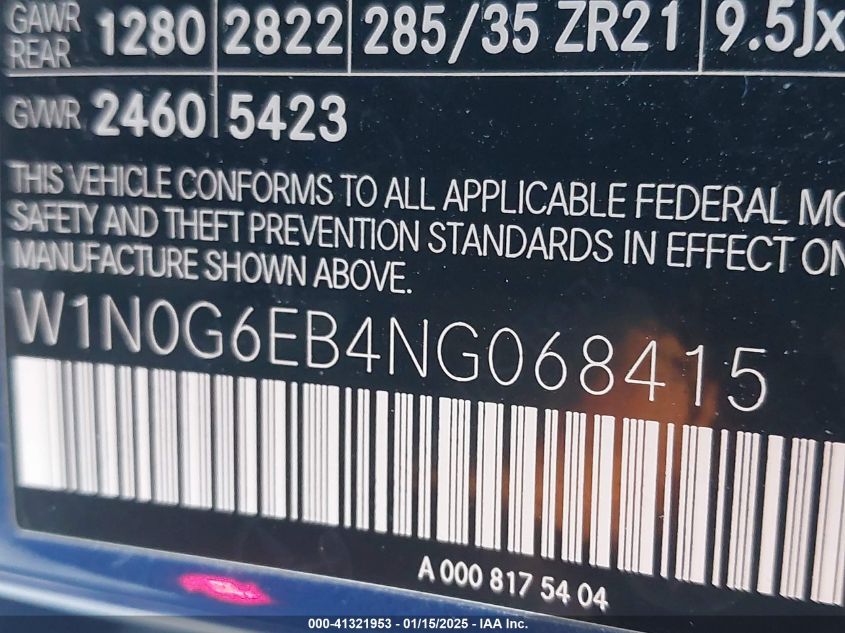 GAWR
REAR 1280 2822 285/35 ZR21 9.5Jx
GVWR 2460 5423
THIS VEHICLE CONFORMS TO ALL APPLICABLE FEDERAL MO
SAFETY AND THEFT PREVENTION STANDARDS IN EFFECT ON
MANUFACTURE SHOWN ABOVE.
W1N0G6EB4NG068415
A 000 817 54 04
000-41321953 - 01/15/2025 - IAA Inc.